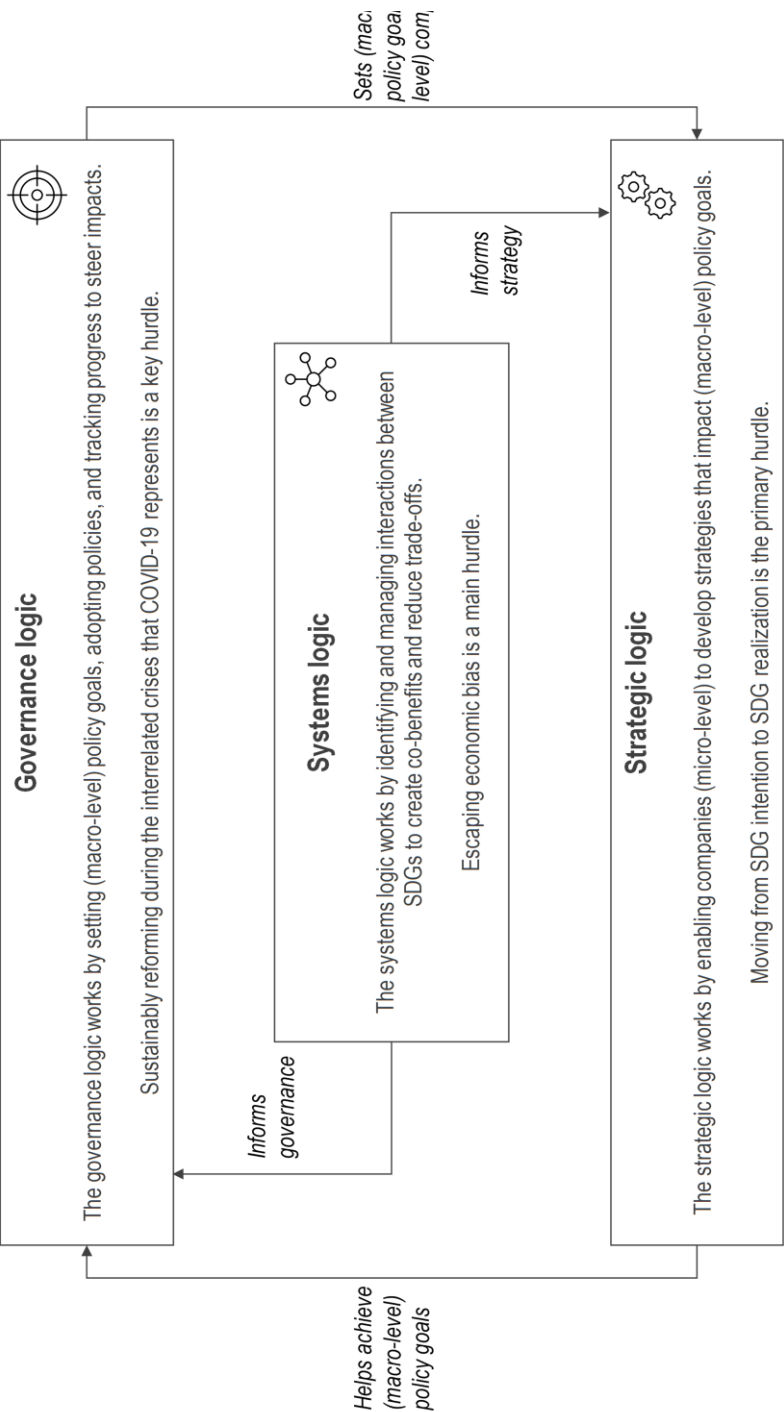 Governance logic
The governance logic works by setting (macro-level) policy goals, adopting policies, and tracking progress to steer impacts.
Sustainably reforming during the interrelated crises that COVID-19 represents is a key hurdle.
Helps achieve
(macro-level)
policy goals
Informs
governance
Systems logic
The systems logic works by identifying and managing interactions between
SDGs to create co-benefits and reduce trade-offs.
Escaping economic bias is a main hurdle.
Informs
strategy
Sets
policy
level)
Strategic logic
The strategic logic works by enabling companies (micro-level) to develop strategies that impact (macro-level) policy goals.
Moving from SDG intention to SDG realization is the primary hurdle.